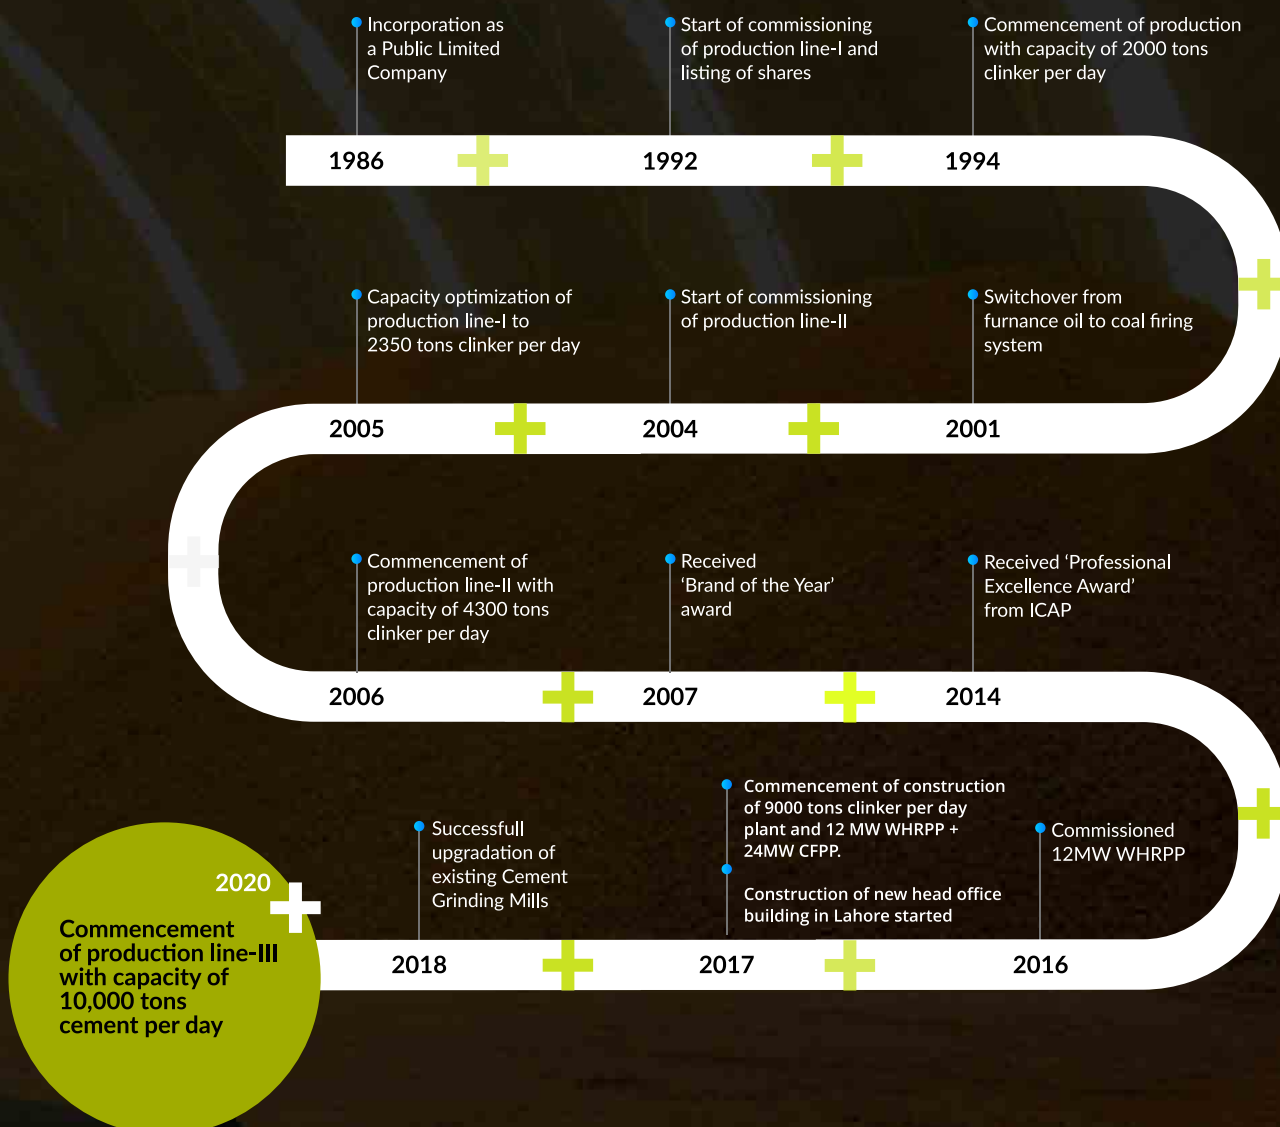 Incorporation as
a Public Limited
Company
1986
Start of commissioning
of production line-I and
listing of shares
1992
Commencement of production
with capacity of 2000 tons
clinker per day
1994
Switchover from
furnance oil to coal firing
system
2001
Start of commissioning
of production line-II
2004
Capacity optimization of
production line-I to
2350 tons clinker per day
2005
Commencement of
production line-II with
capacity of 4300 tons
clinker per day
2006
Received
‘Brand of the Year’
award
2007
Received ‘Professional
Excellence Award’
from ICAP
2014
Commissioned
12MW WHRPP
2016
Commencement of construction
of 9000 tons clinker per day
plant and 12 MW WHRPP +
24MW CFPP.
Construction of new head office
building in Lahore started
2017
Successfull
upgradation of
existing Cement
Grinding Mills
2018
2020
Commencement
of production line-III
with capacity of
10,000 tons
cement per day